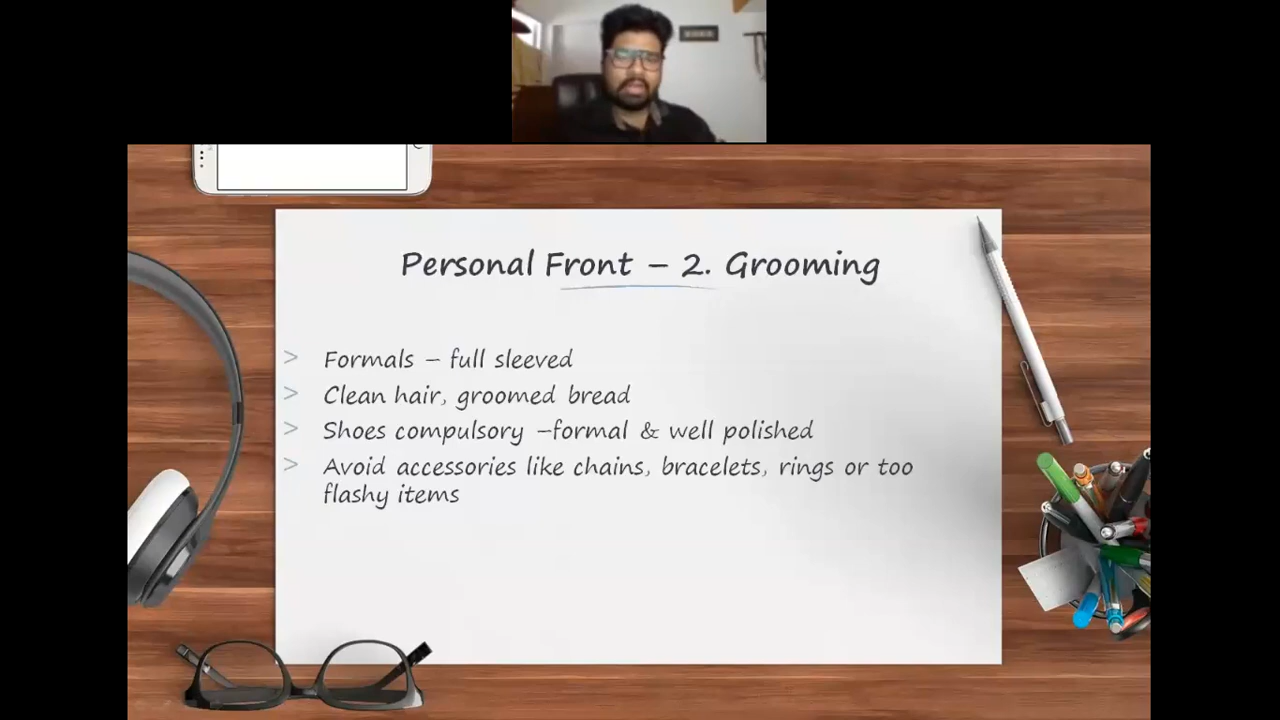 Personal Front – 2. Grooming
> Formals – full sleeved
> Clean hair, groomed bread
> Shoes compulsory –formal & well polished
> Avoid accessories like chains, bracelets, rings or too
flashy items